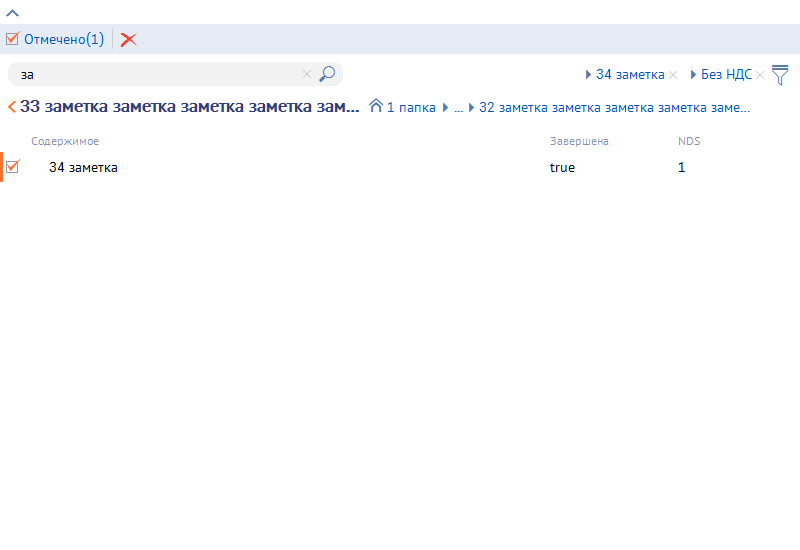 Отмечено(1)
за 34 заметка Без НДС
33 заметка заметка заметка заметка зам... 1 папка ... 32 заметка заметка заметка заметка заме...
Содержимое Завершена NDS
34 заметка true 1